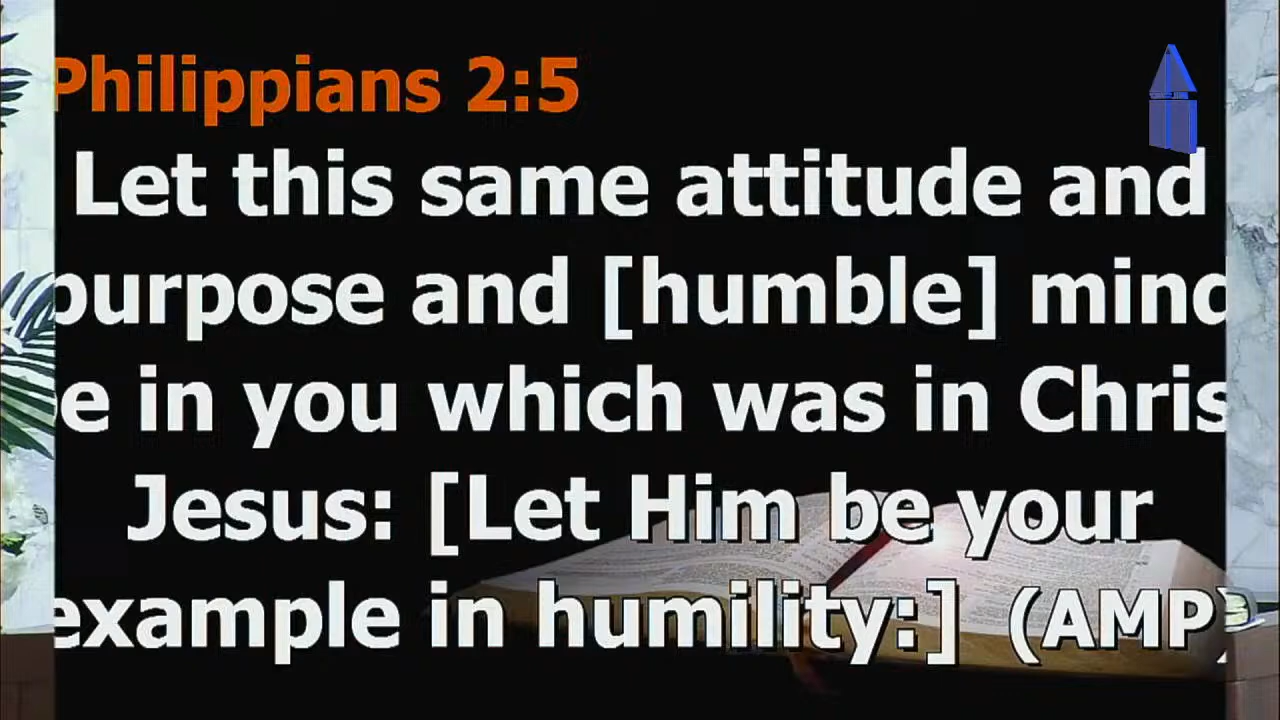 Philippians 2:5
Let this same attitude and
purpose and [humble] mind
e in you which was in Chris
Jesus: [Let Him be your
example in humility:] (AMP)